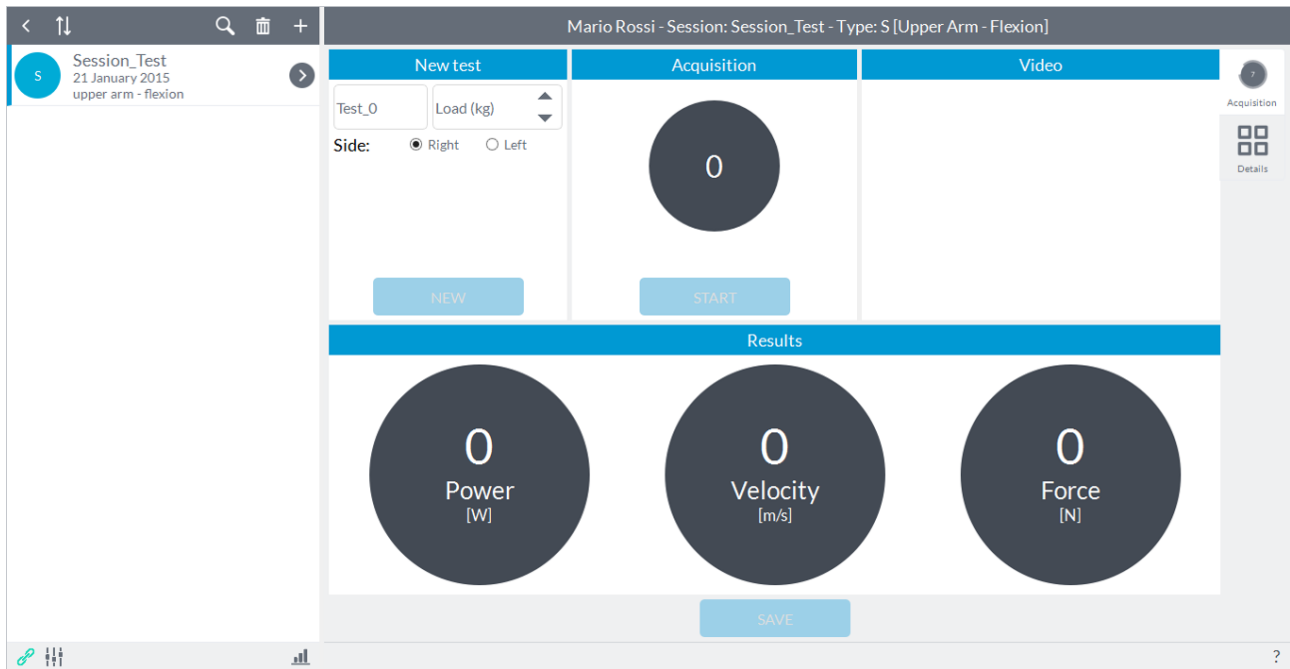 Mario Rossi - Session: Session_Test - Type: S [Upper Arm - Flexion]
S
Session_Test
21 January 2015
upper arm - flexion
New test
Acquisition
Video
Test_0
Load (kg)
Side:
Right
Left
0
NEW
START
?
Acquisition
Details
Results
0
Power
[W]
0
Velocity
[m/s]
0
Force
[N]
SAVE
?